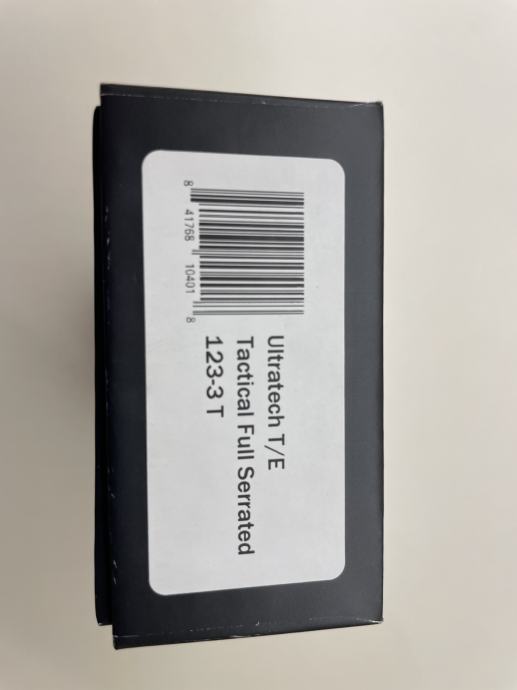 8 41768 10401 8
Ultratech T/E
Tactical Full Serrated
123-3 T